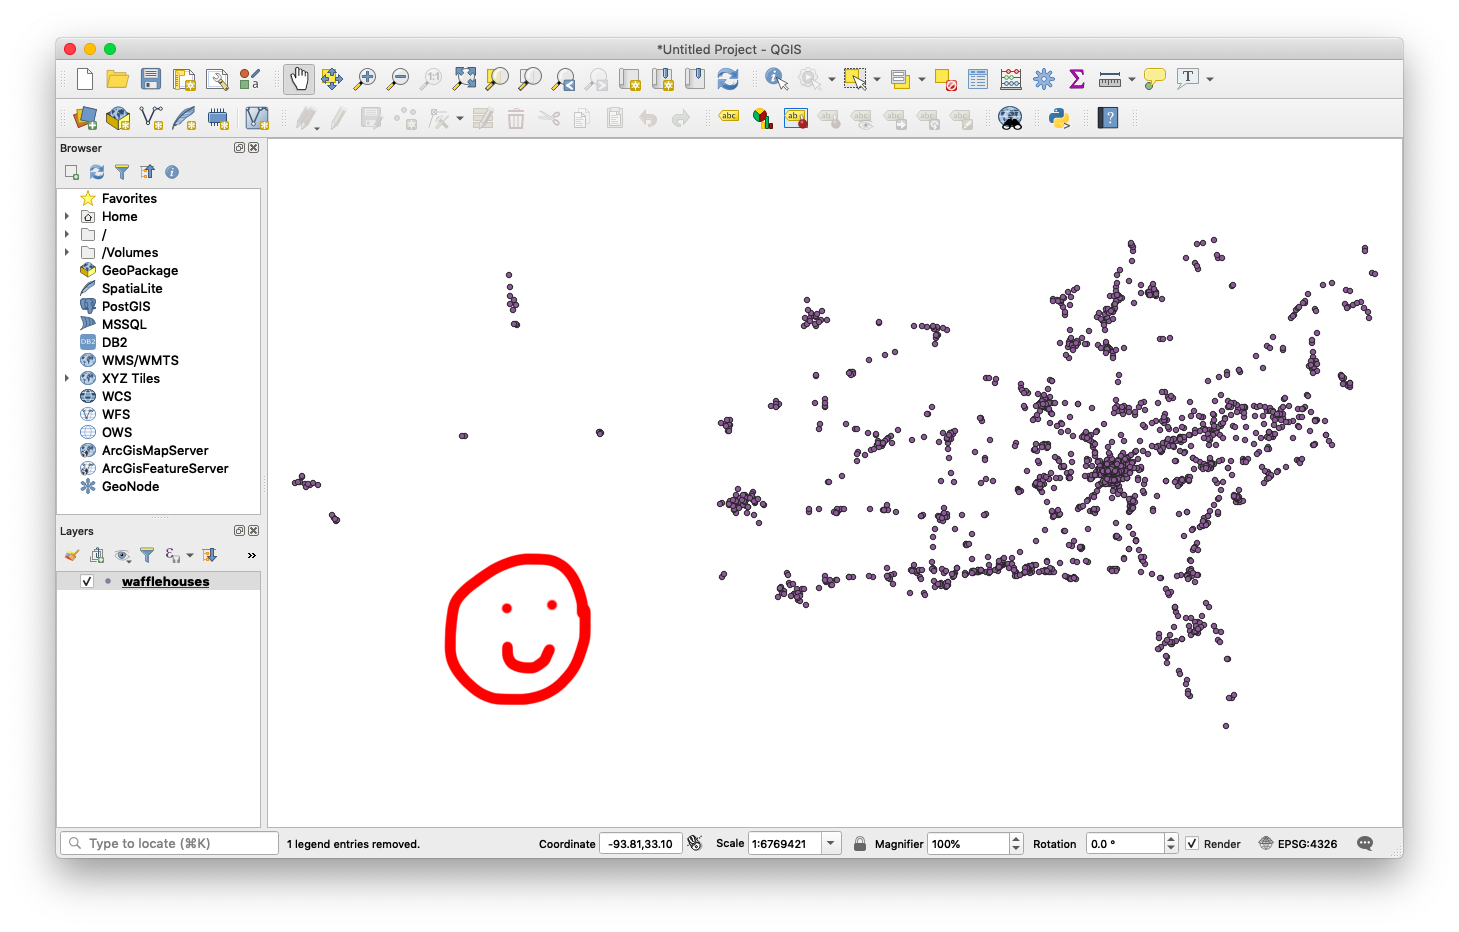 *Untitled Project - QGIS
Browser
Favorites
Home
/
/Volumes
GeoPackage
SpatiaLite
PostGIS
MSSQL
DB2
WMS/WMTS
XYZ Tiles
WCS
WFS
OWS
ArcGisMapServer
ArcGisFeatureServer
GeoNode
Layers
»
wafflehouses
Type to locate (⌘K) 1 legend entries removed. Coordinate -93.81,33.10 Scale 1:6769421 Magnifier 100% Rotation 0.0 ° Render EPSG:4326